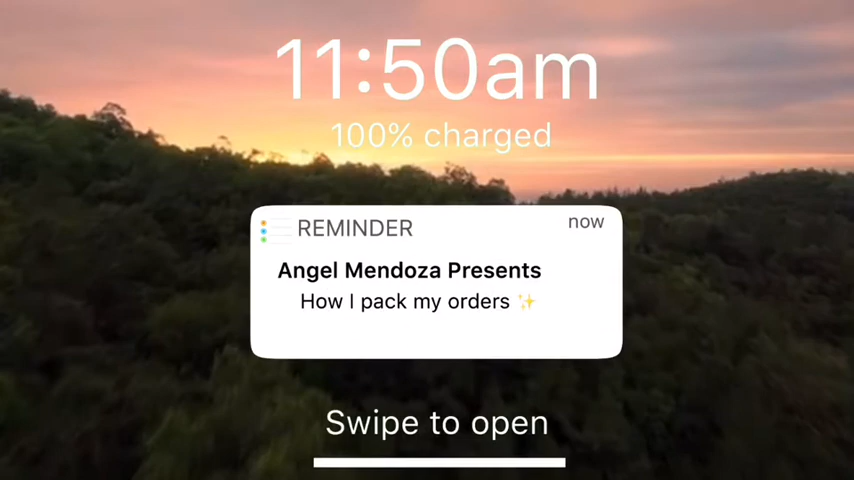 11:50am
100% charged
REMINDER now
Angel Mendoza Presents
How I pack my orders ✨
Swipe to open